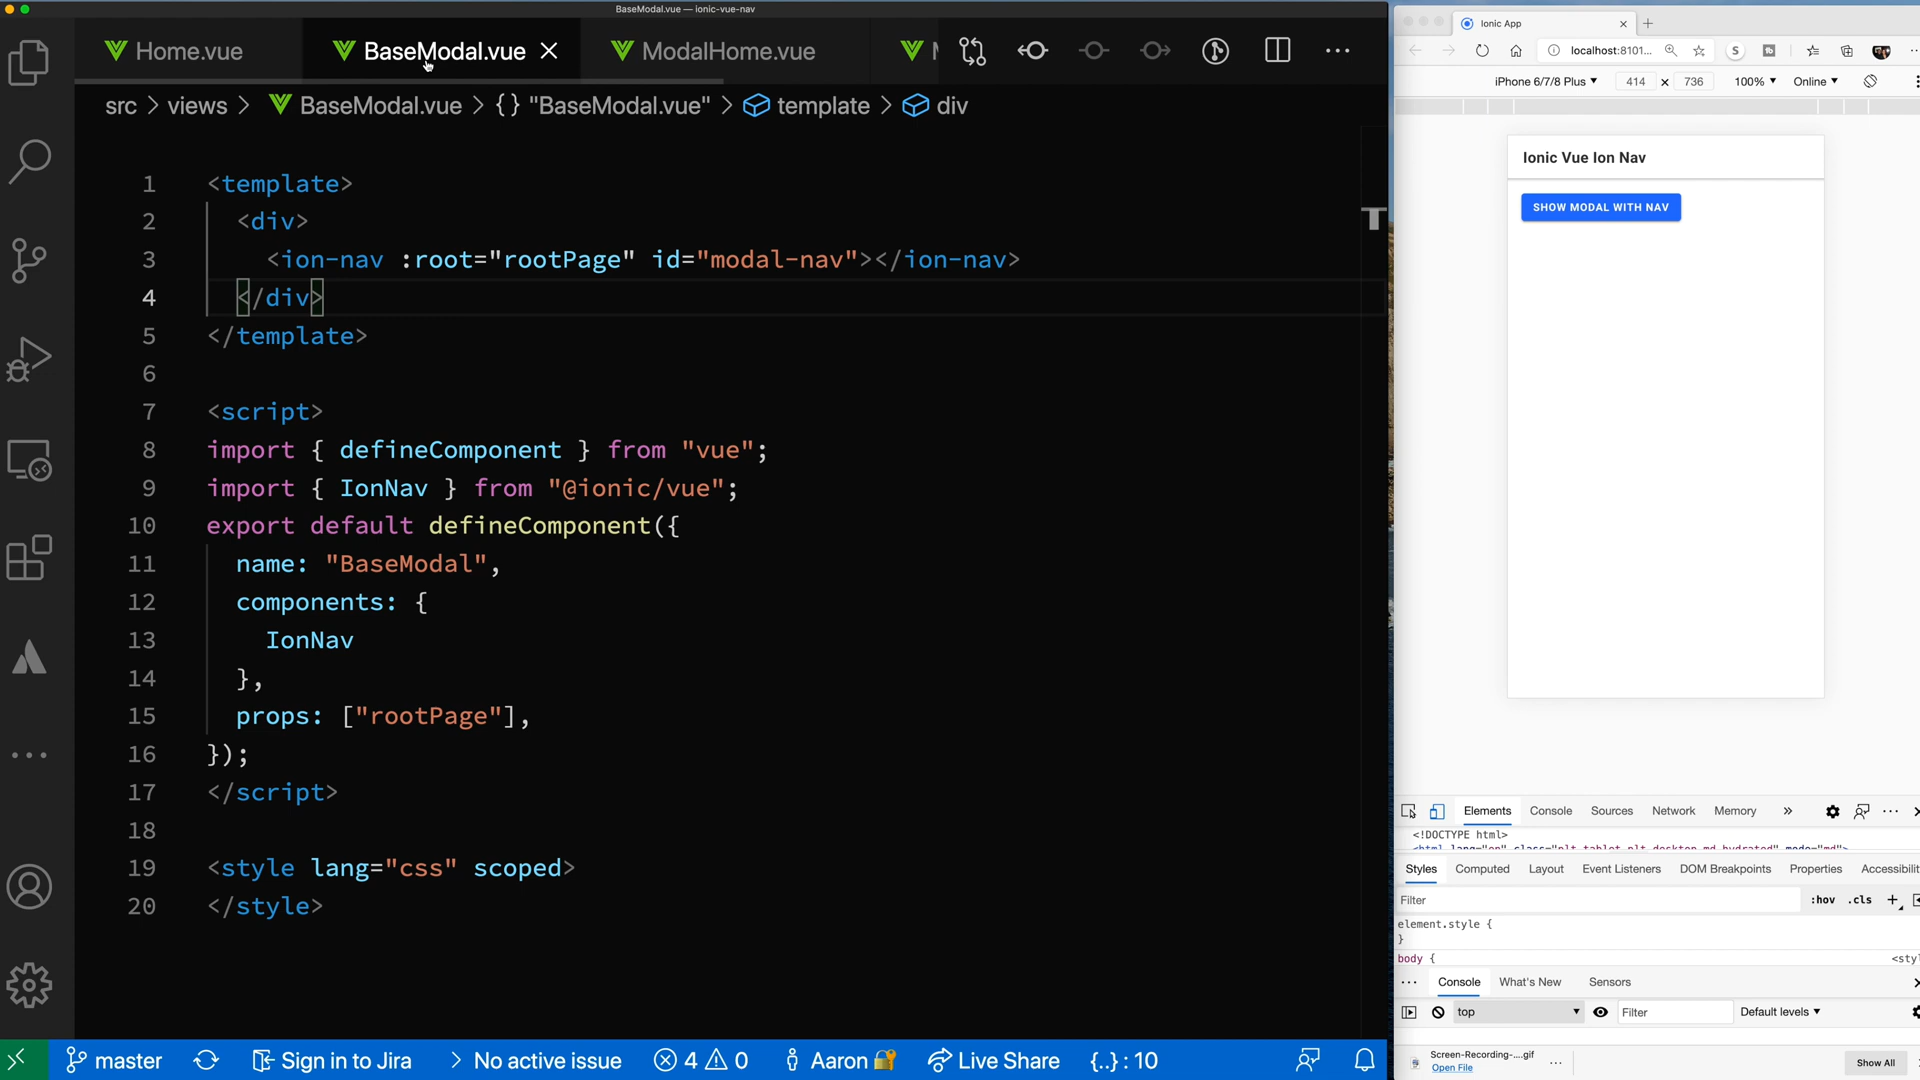 BaseModal.vue — ionic-vue-nav
Home.vue
BaseModal.vue
ModalHome.vue
src > views > BaseModal.vue > {} "BaseModal.vue" > template > div
1 <template>
2 <div>
3 <ion-nav :root="rootPage" id="modal-nav"></ion-nav>
4 </div>
5 </template>
6
7 <script>
8 import { defineComponent } from "vue";
9 import { IonNav } from "@ionic/vue";
10 export default defineComponent({
11 name: "BaseModal",
12 components: {
13 IonNav
14 },
15 props: ["rootPage"],
16 });
17 </script>
18
19 <style lang="css" scoped>
20 </style>
master
Sign in to Jira
No active issue
4
0
Aaron
Live Share
{..} : 10
Ionic App
localhost:8101...
iPhone 6/7/8 Plus
414 × 736
100%
Online
Ionic Vue Ion Nav
SHOW MODAL WITH NAV
Elements
Console
Sources
Network
Memory
<!DOCTYPE html>
Styles
Computed
Layout
Event Listeners
DOM Breakpoints
Properties
Accessibilit
Filter
:hov
.cls
element.style {
}
body {
<styl
Console
What's New
Sensors
top
Filter
Default levels
Screen-Recording-....gif
Open File
Show All